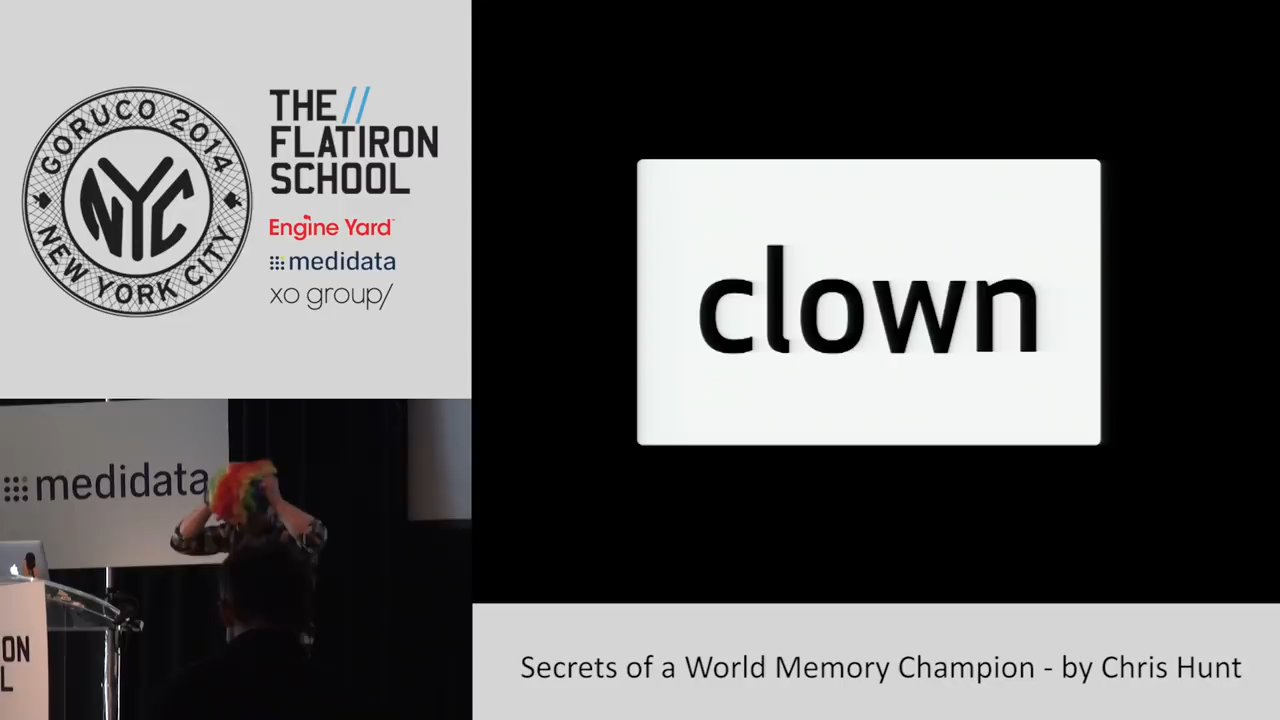 GORUCO 2014
NYC
NEW YORK CITY
THE //
FLATIRON
SCHOOL
Engine Yard™
medidata
xo group/
clown
medidata
ON
L
Secrets of a World Memory Champion - by Chris Hunt